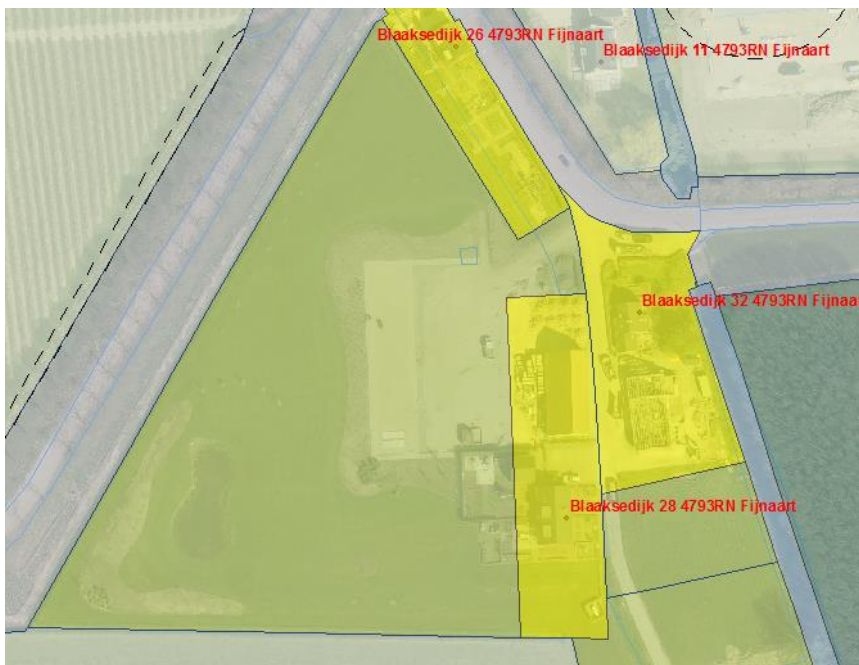 Blaaksedijk 26 4793RN Fijnaart
Blaaksedijk 11 4793RN Fijnaart
Blaaksedijk 32 4793RN Fijnaa
Blaaksedijk 28 4793RN Fijnaart